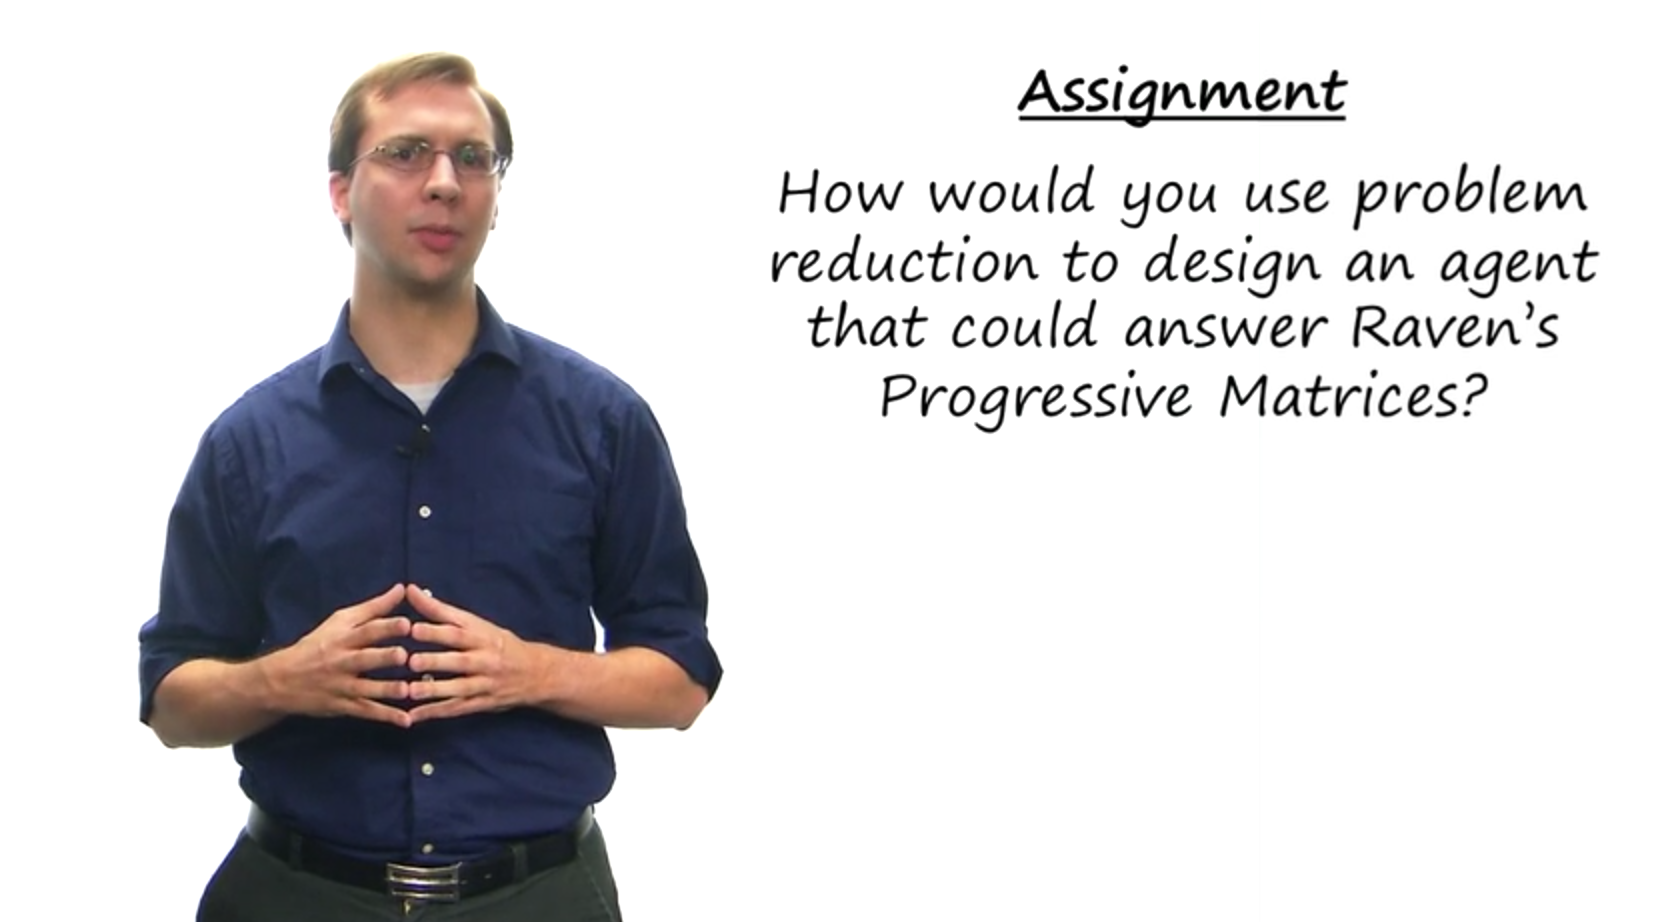 Assignment
How would you use problem
reduction to design an agent
that could answer Raven's
Progressive Matrices?